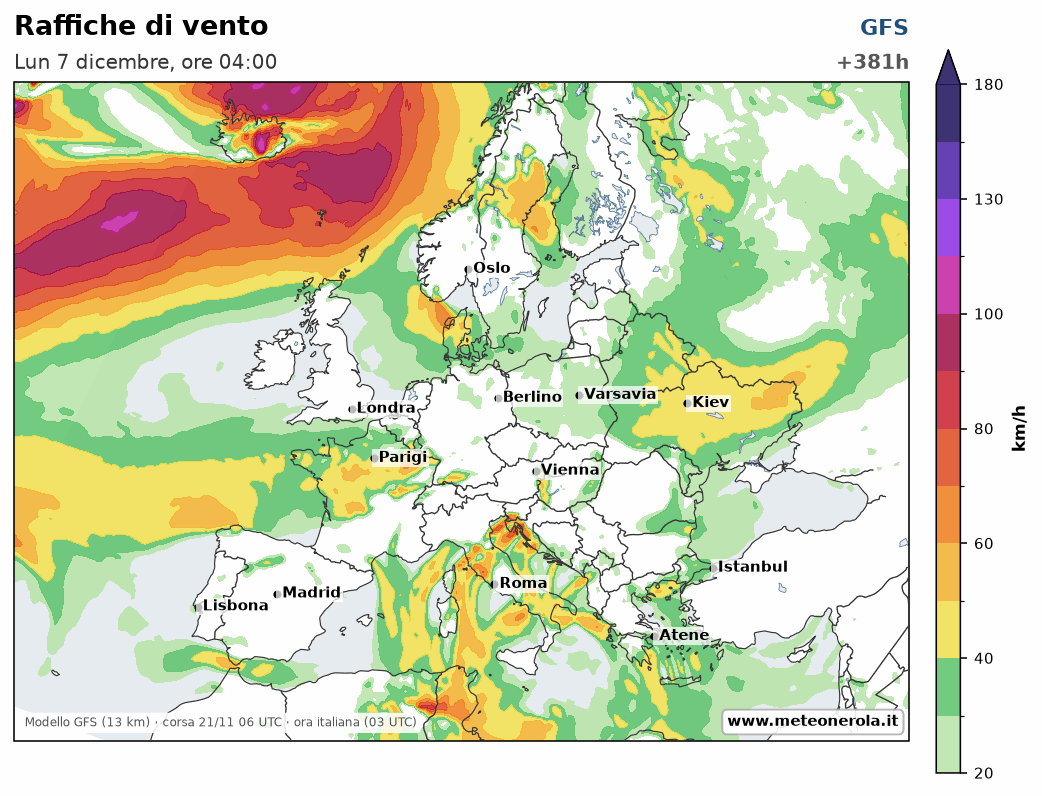 Raffiche di vento
GFS
Lun 7 dicembre, ore 04:00
+381h
180
130
100
80
60
40
20
km/h
Oslo
Londra
Berlino
Varsavia
Kiev
Parigi
Vienna
Istanbul
Roma
Madrid
Lisbona
Atene
Modello GFS (13 km) · corsa 21/11 06 UTC · ora italiana (03 UTC)
www.meteonerola.it